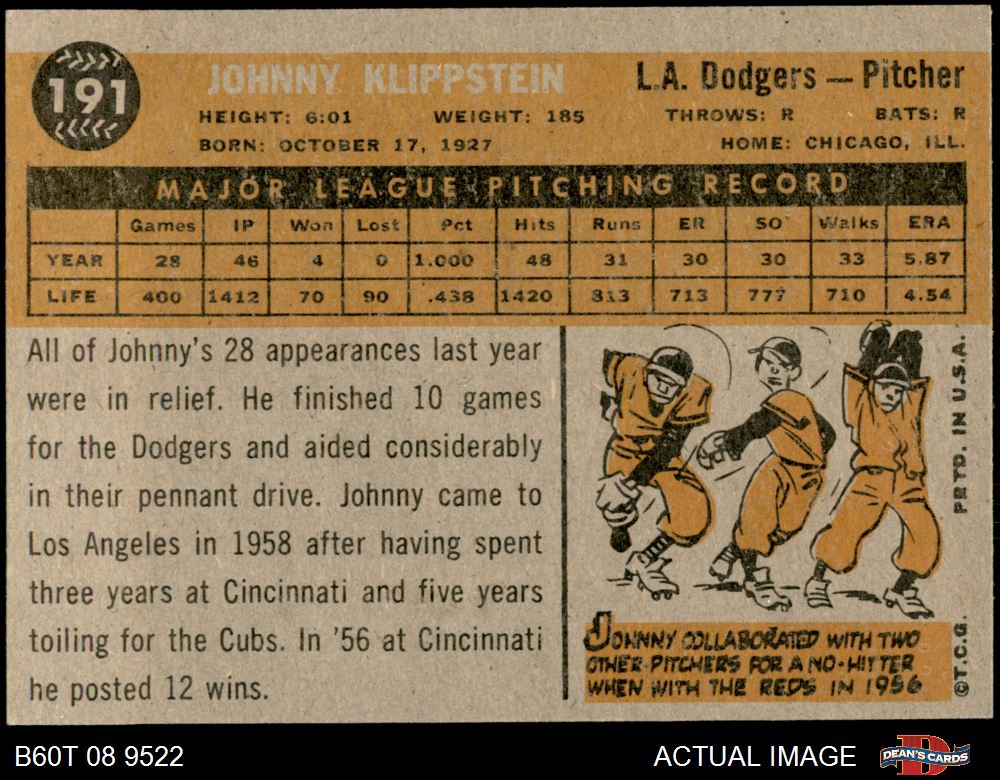 191
JOHNNY KLIPPSTEIN
L.A. Dodgers — Pitcher
HEIGHT: 6:01 WEIGHT: 185 THROWS: R BATS: R
BORN: OCTOBER 17, 1927 HOME: CHICAGO, ILL.
MAJOR LEAGUE PITCHING RECORD
Games IP Won Lost Pct Hits Runs ER SO Walks ERA
YEAR 28 46 4 0 1.000 48 31 30 30 33 5.87
LIFE 400 1412 70 90 .438 1420 813 713 777 710 4.54
All of Johnny's 28 appearances last year
were in relief. He finished 10 games
for the Dodgers and aided considerably
in their pennant drive. Johnny came to
Los Angeles in 1958 after having spent
three years at Cincinnati and five years
toiling for the Cubs. In '56 at Cincinnati
he posted 12 wins.
JOHNNY COLLABORATED WITH TWO
OTHER PITCHERS FOR A NO-HITTER
WHEN WITH THE REDS IN 1956
©T.C.G. PRTD. IN U.S.A.
B60T 08 9522 ACTUAL IMAGE DEAN'S CARDS